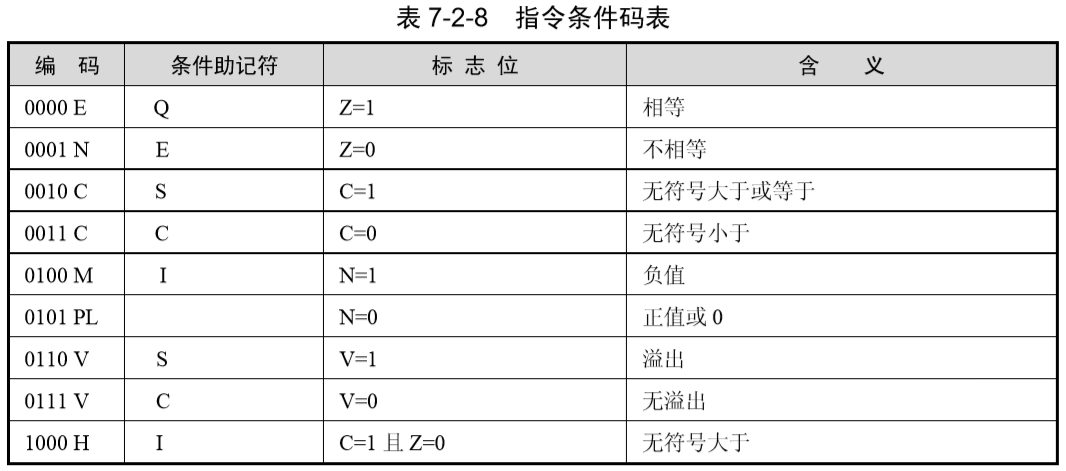 表 7-2-8 指令条件码表
编 码 条件助记符 标 志 位 含 义
0000 E Q Z=1 相等
0001 N E Z=0 不相等
0010 C S C=1 无符号大于或等于
0011 C C C=0 无符号小于
0100 M I N=1 负值
0101 PL N=0 正值或 0
0110 V S V=1 溢出
0111 V C V=0 无溢出
1000 H I C=1 且 Z=0 无符号大于